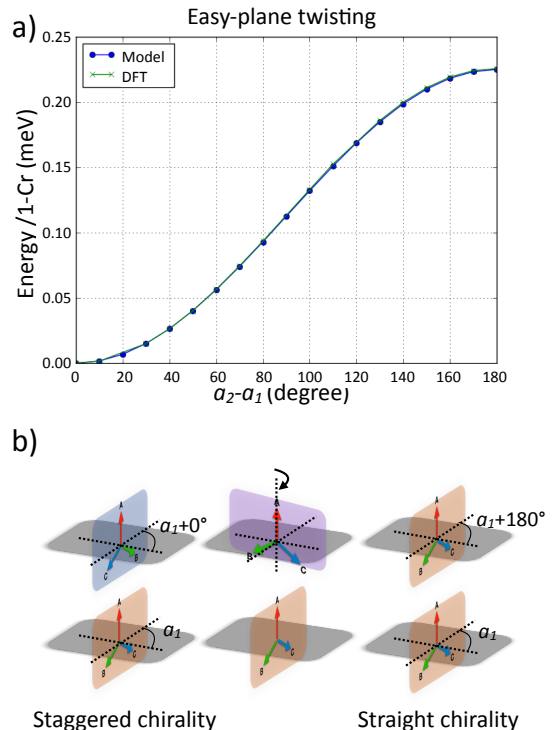 a)
Easy-plane twisting
Energy /1-Cr (meV)
0.25
0.20
0.15
0.10
0.05
0.00
Model
DFT
0 20 40 60 80 100 120 140 160 180
a₂-a₁ (degree)
b)
A
a₁+0°
B
C
A
B
C
A
a₁+180°
B
C
A
a₁
B
C
A
B
C
A
a₁
B
C
Staggered chirality
Straight chirality